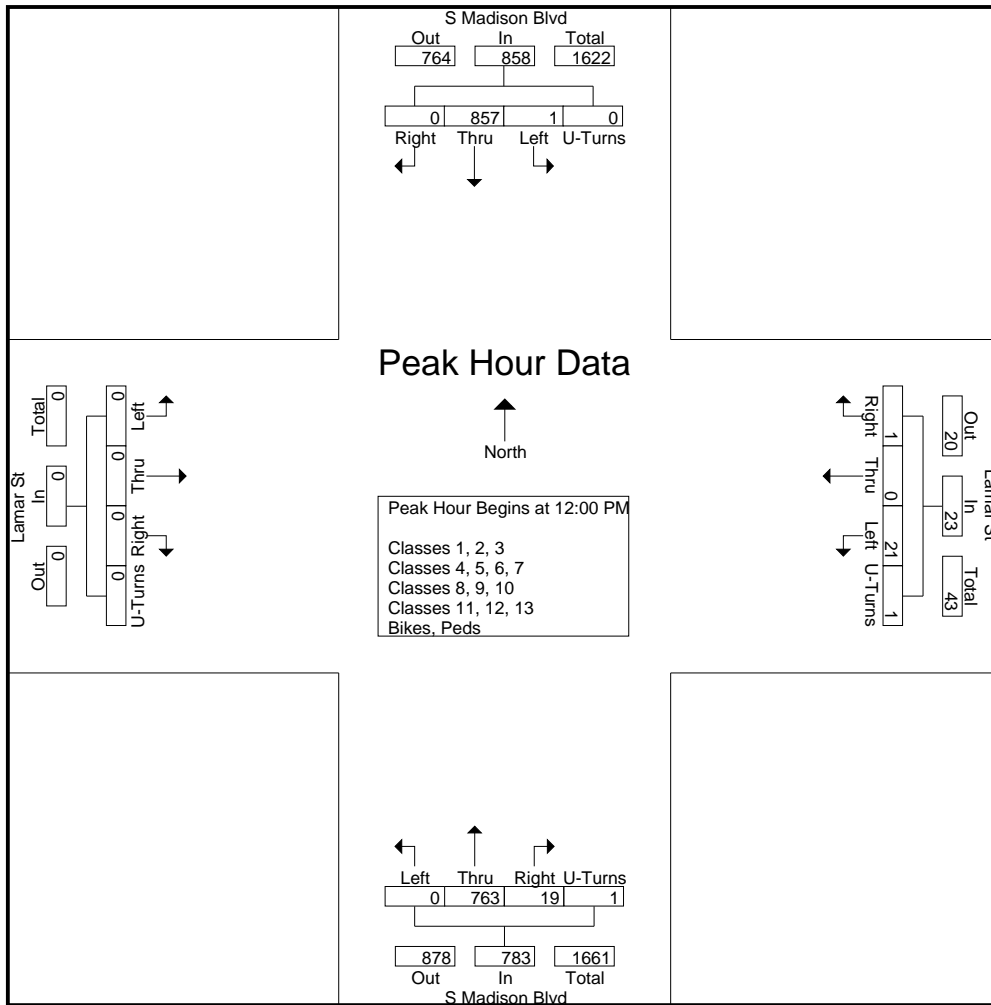 S Madison Blvd
Out In Total
764 858 1622
0 857 1 0
Right Thru Left U-Turns
Peak Hour Data
North
Peak Hour Begins at 12:00 PM
Classes 1, 2, 3
Classes 4, 5, 6, 7
Classes 8, 9, 10
Classes 11, 12, 13
Bikes, Peds
Lamar St
Total In Out
0 0 0
0 0 0 0
Left Thru Right U-Turns
Right Thru Left U-Turns
1 0 21 1
Out In Total
20 23 43
Lamar St
Left Thru Right U-Turns
0 763 19 1
878 783 1661
Out In Total
S Madison Blvd